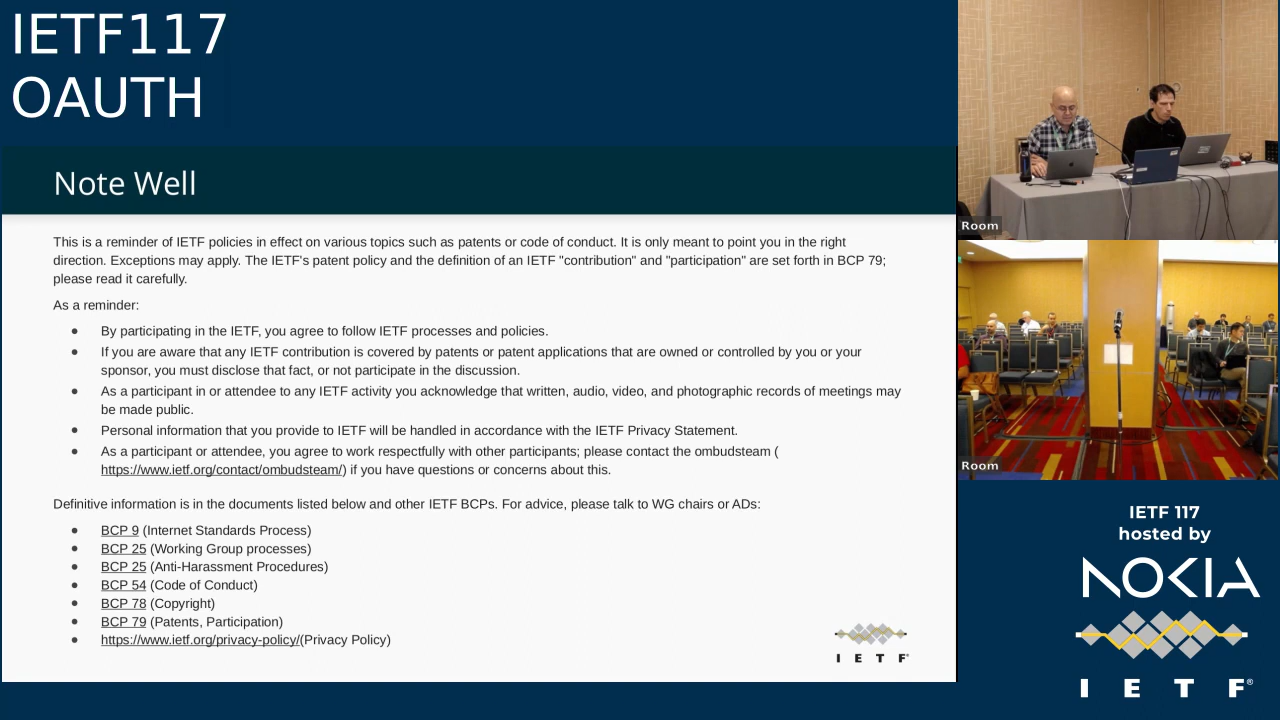 IETF117
OAUTH
Note Well
This is a reminder of IETF policies in effect on various topics such as patents or code of conduct. It is only meant to point you in the right
direction. Exceptions may apply. The IETF's patent policy and the definition of an IETF "contribution" and "participation" are set forth in BCP 79;
please read it carefully.
As a reminder:
● By participating in the IETF, you agree to follow IETF processes and policies.
● If you are aware that any IETF contribution is covered by patents or patent applications that are owned or controlled by you or your
sponsor, you must disclose that fact, or not participate in the discussion.
● As a participant in or attendee to any IETF activity you acknowledge that written, audio, video, and photographic records of meetings may
be made public.
● Personal information that you provide to IETF will be handled in accordance with the IETF Privacy Statement.
● As a participant or attendee, you agree to work respectfully with other participants; please contact the ombudsteam (
https://www.ietf.org/contact/ombudsteam/) if you have questions or concerns about this.
Definitive information is in the documents listed below and other IETF BCPs. For advice, please talk to WG chairs or ADs:
● BCP 9 (Internet Standards Process)
● BCP 25 (Working Group processes)
● BCP 25 (Anti-Harassment Procedures)
● BCP 54 (Code of Conduct)
● BCP 78 (Copyright)
● BCP 79 (Patents, Participation)
● https://www.ietf.org/privacy-policy/(Privacy Policy)
I E T F®
Room
Room
IETF 117
hosted by
NOKIA
I E T F®